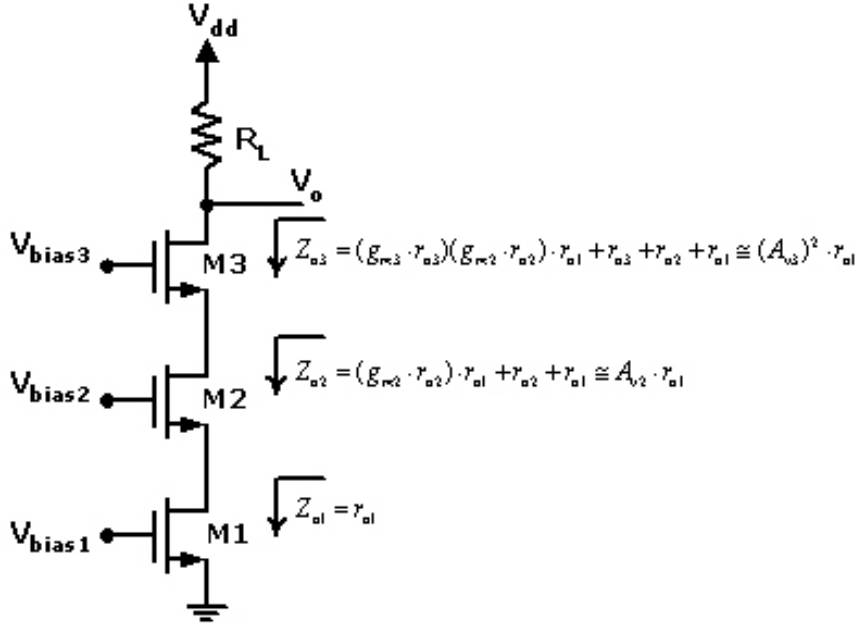 V_dd
R_L
V_o
V_bias3
M3
Z_o3 = (g_m3 · r_o3)(g_m2 · r_o2) · r_o1 + r_o3 + r_o2 + r_o1 ≅ (A_v3)² · r_o1
V_bias2
M2
Z_o2 = (g_m2 · r_o2) · r_o1 + r_o2 + r_o1 ≅ A_v2 · r_o1
V_bias1
M1
Z_o1 = r_o1